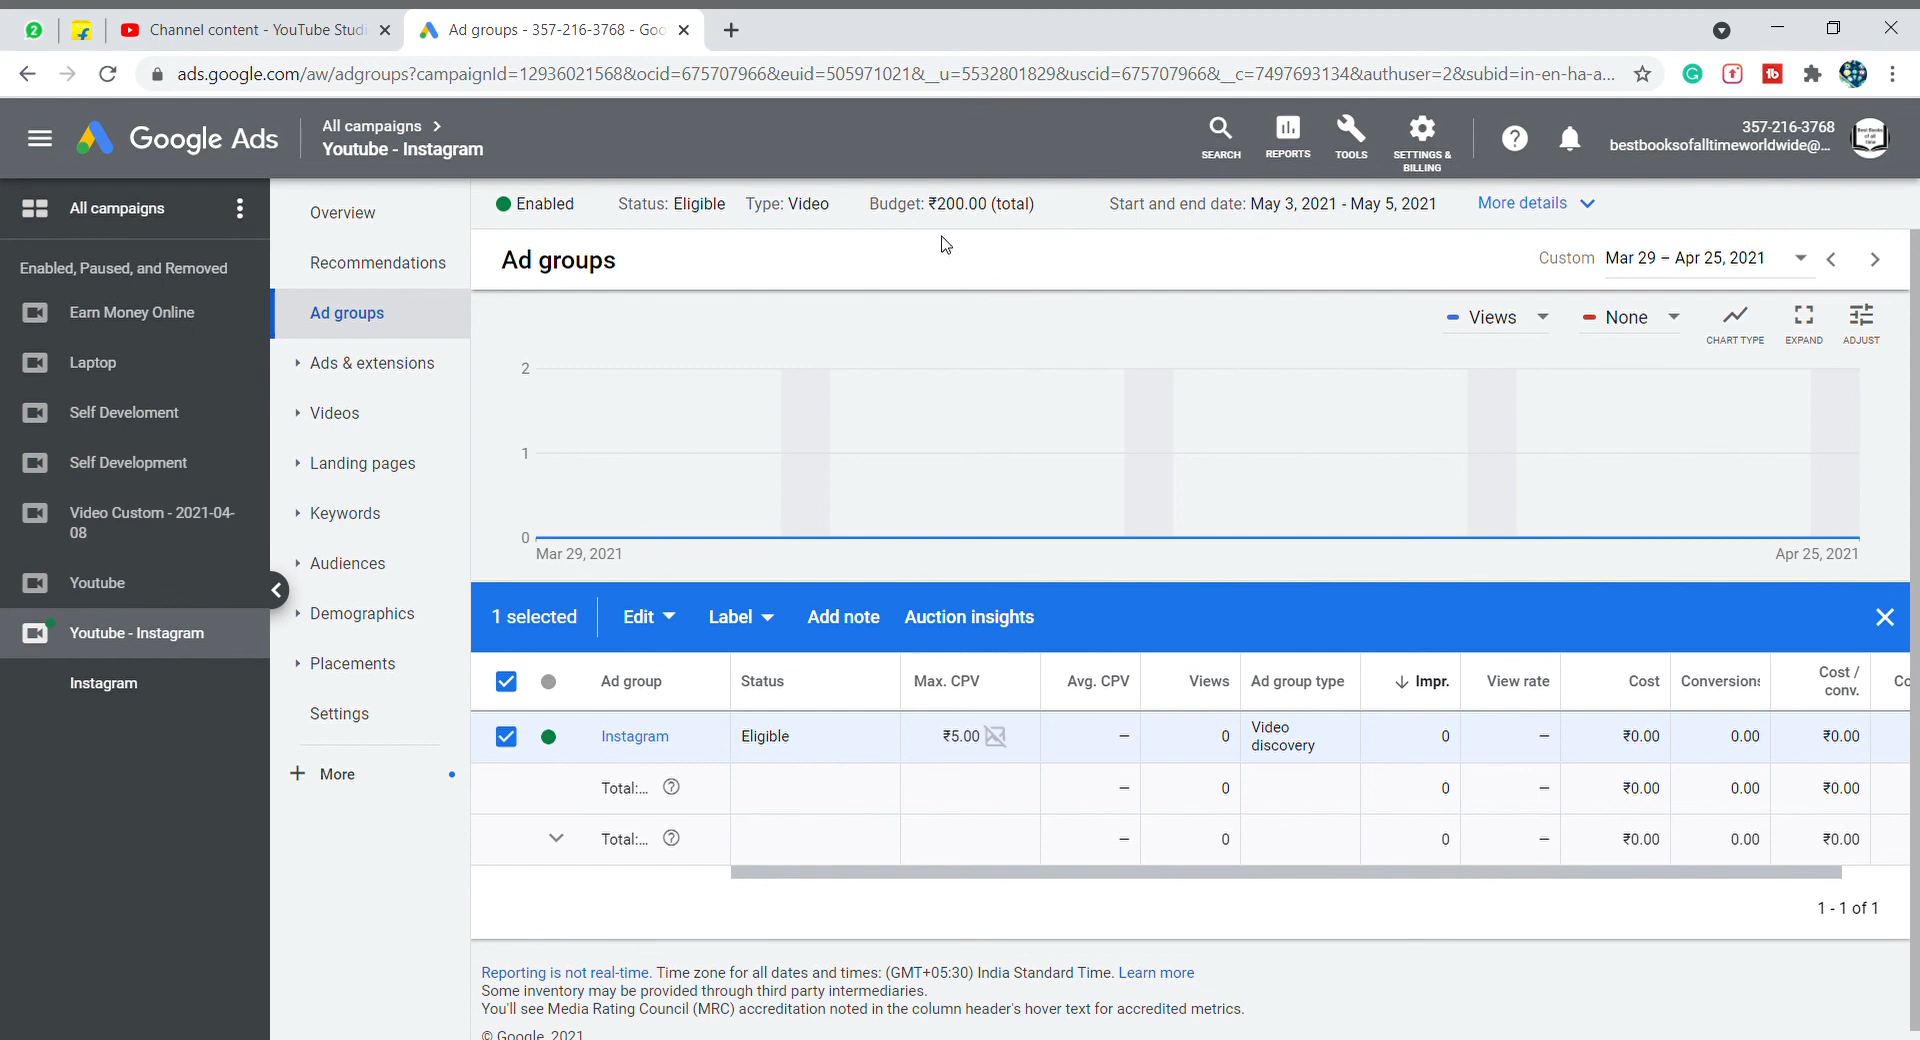 2
Channel content - YouTube Studi
Ad groups - 357-216-3768 - Goo
ads.google.com/aw/adgroups?campaignId=12936021568&ocid=675707966&euid=505971021&__u=5532801829&uscid=675707966&__c=7497693134&authuser=2&subid=in-en-ha-a...
Google Ads
All campaigns >
Youtube - Instagram
SEARCH
REPORTS
TOOLS
SETTINGS &
BILLING
357-216-3768
bestbooksofalltimeworldwide@...
All campaigns
Enabled, Paused, and Removed
Earn Money Online
Laptop
Self Develoment
Self Development
Video Custom - 2021-04-
08
Youtube
Youtube - Instagram
Instagram
Overview
Recommendations
Ad groups
Ads & extensions
Videos
Landing pages
Keywords
Audiences
Demographics
Placements
Settings
+ More
Enabled Status: Eligible Type: Video Budget: ₹200.00 (total) Start and end date: May 3, 2021 - May 5, 2021 More details
Ad groups
Custom Mar 29 – Apr 25, 2021
Views
None
CHART TYPE
EXPAND
ADJUST
2
1
0
Mar 29, 2021
Apr 25, 2021
1 selected Edit Label Add note Auction insights
Ad group Status Max. CPV Avg. CPV Views Ad group type Impr. View rate Cost Conversions Cost / conv. Co
Instagram Eligible ₹5.00 – 0 Video discovery 0 – ₹0.00 0.00 ₹0.00
Total:... – 0 0 – ₹0.00 0.00 ₹0.00
Total:... – 0 0 – ₹0.00 0.00 ₹0.00
1 - 1 of 1
Reporting is not real-time. Time zone for all dates and times: (GMT+05:30) India Standard Time. Learn more
Some inventory may be provided through third party intermediaries.
You'll see Media Rating Council (MRC) accreditation noted in the column header's hover text for accredited metrics.
© Google, 2021